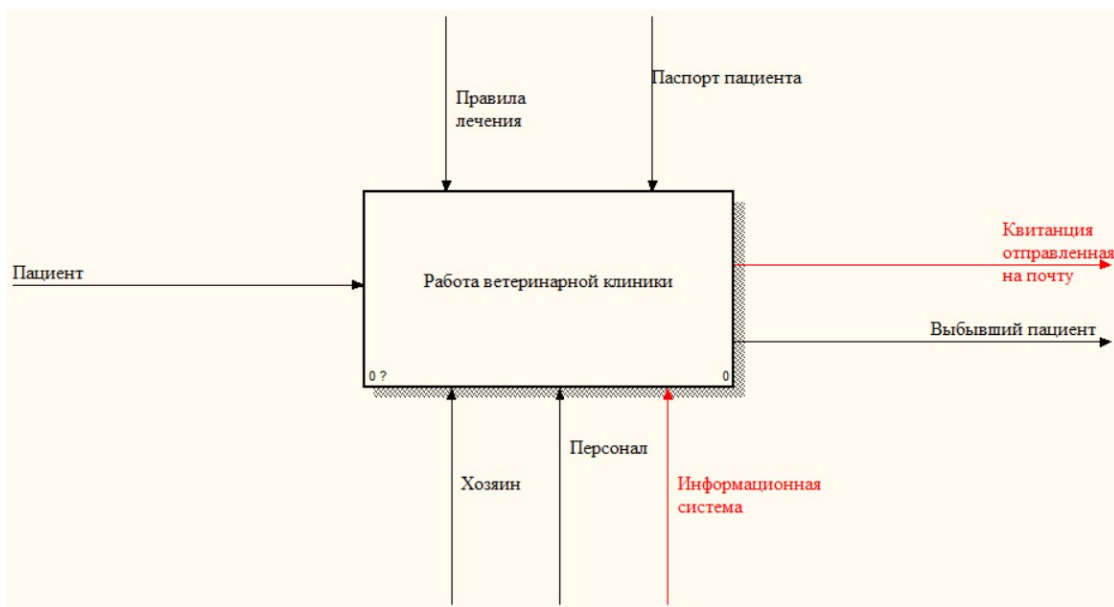 Паспорт пациента
Правила
лечения
Квитанция
отправленная
на почту
Пациент
Работа ветеринарной клиники
Выбывший пациент
0 ?
0
Персонал
Хозяин
Информационная
система